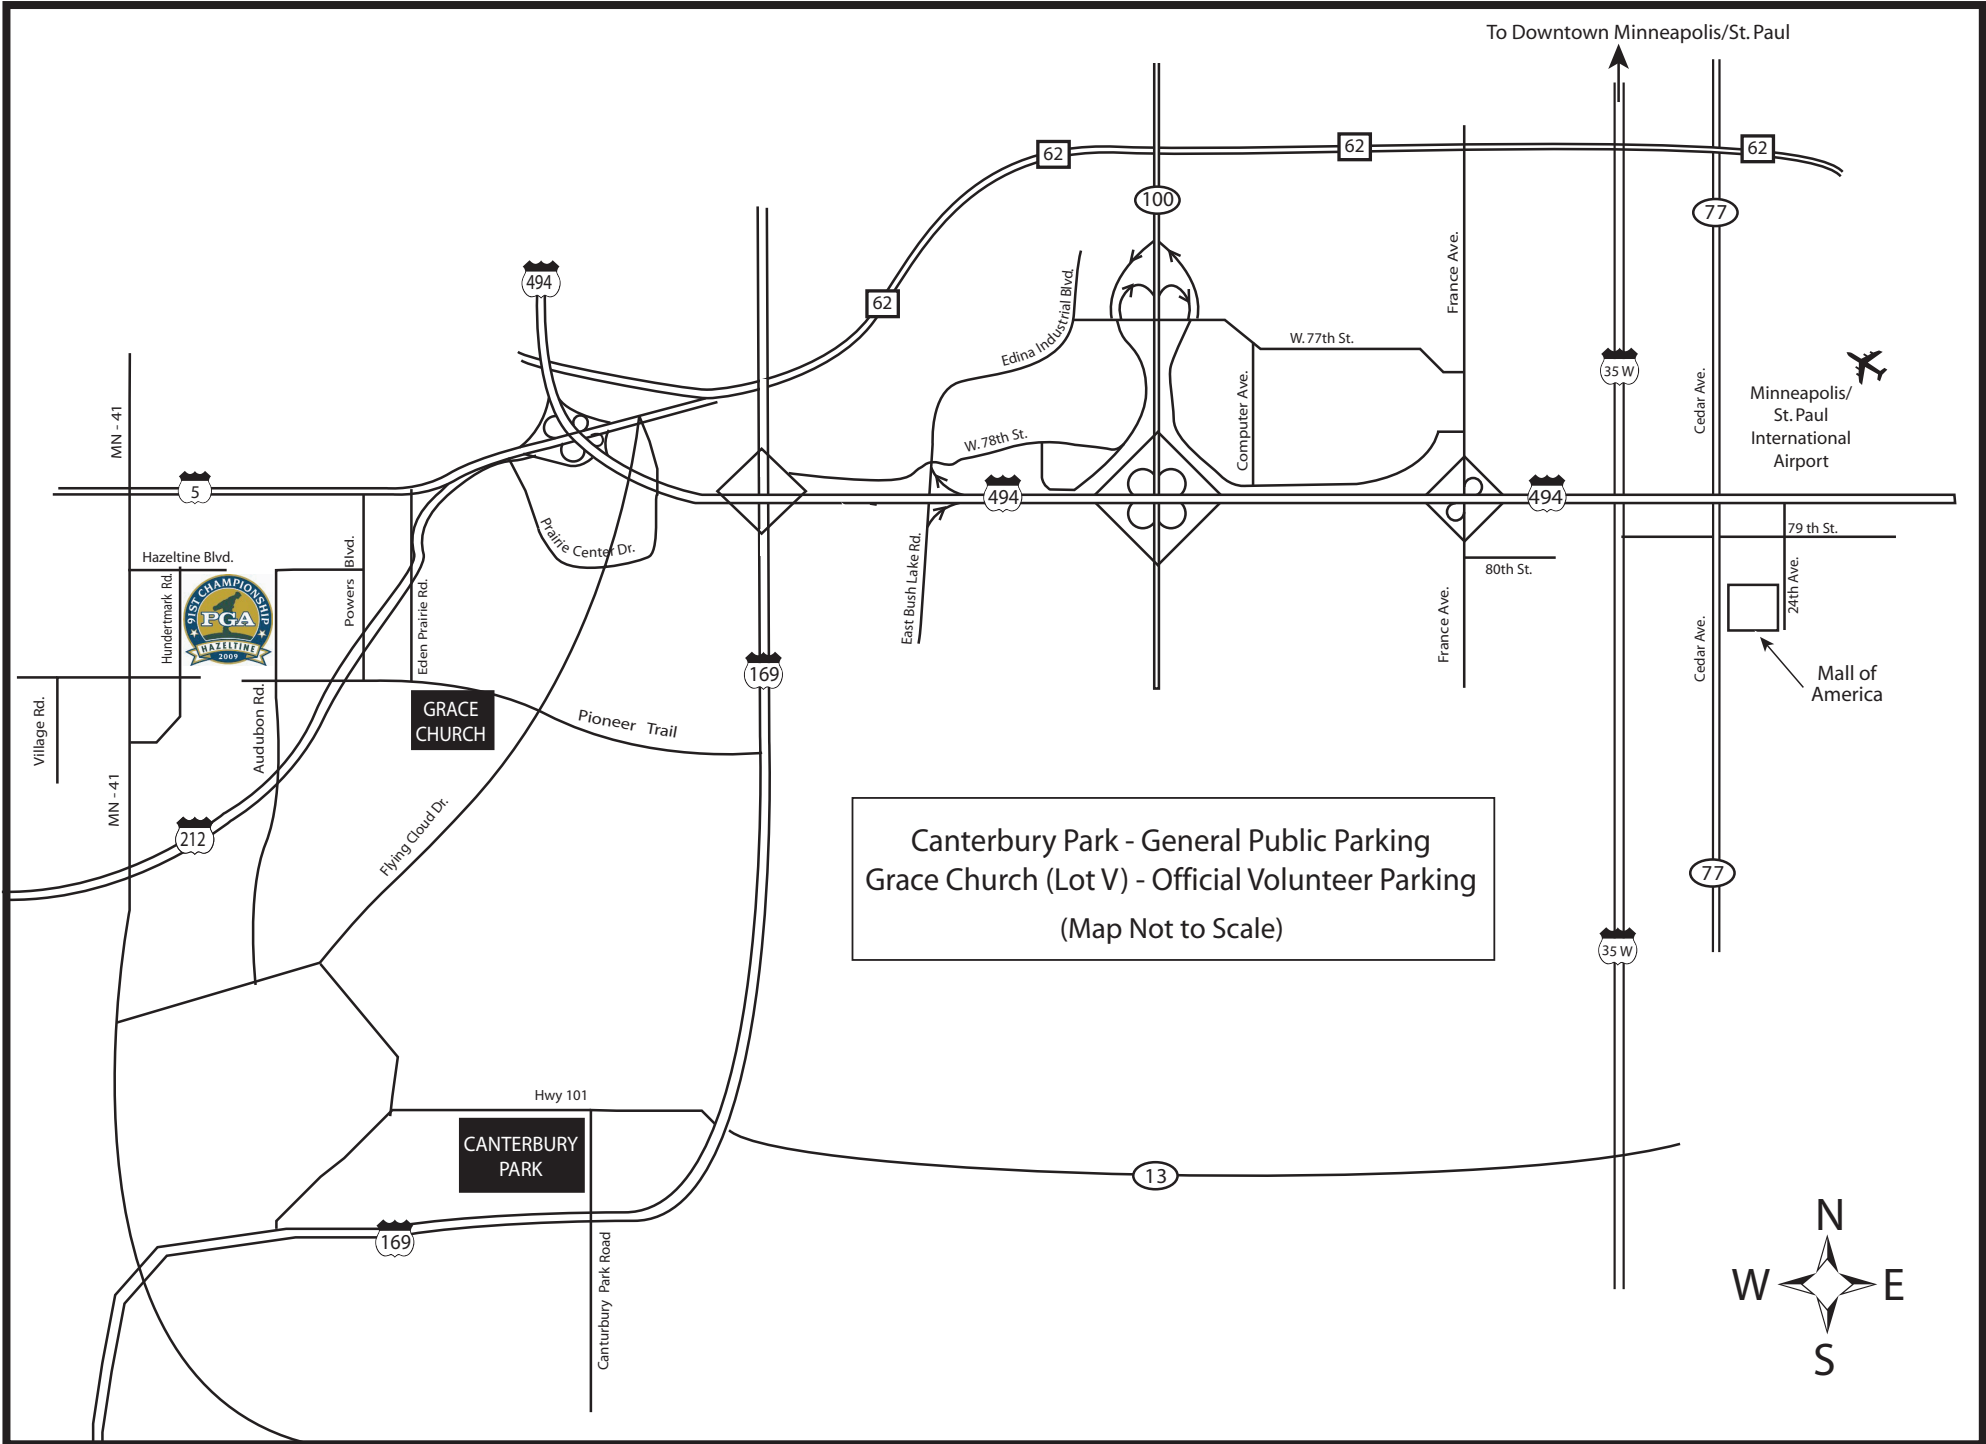 To Downtown Minneapolis/St. Paul
62
62
62
100
77
France Ave.
494
62
Edina Industrial Blvd.
W. 77th St.
35 W
Cedar Ave.
Minneapolis/
St. Paul
International
Airport
MN - 41
Computer Ave.
W. 78th St.
5
494
494
79 th St.
Prairie Center Dr.
Hazeltine Blvd.
Powers Blvd.
Hundertmark Rd.
91ST CHAMPIONSHIP
PGA
HAZELTINE
2009
Eden Prairie Rd.
East Bush Lake Rd.
80th St.
24th Ave.
France Ave.
Cedar Ave.
169
Mall of
America
Village Rd.
Audubon Rd.
GRACE
CHURCH
Pioneer Trail
MN - 41
212
Flying Cloud Dr.
Canterbury Park - General Public Parking
Grace Church (Lot V) - Official Volunteer Parking
(Map Not to Scale)
77
35 W
Hwy 101
CANTERBURY
PARK
13
169
Canturbury Park Road
N
W E
S